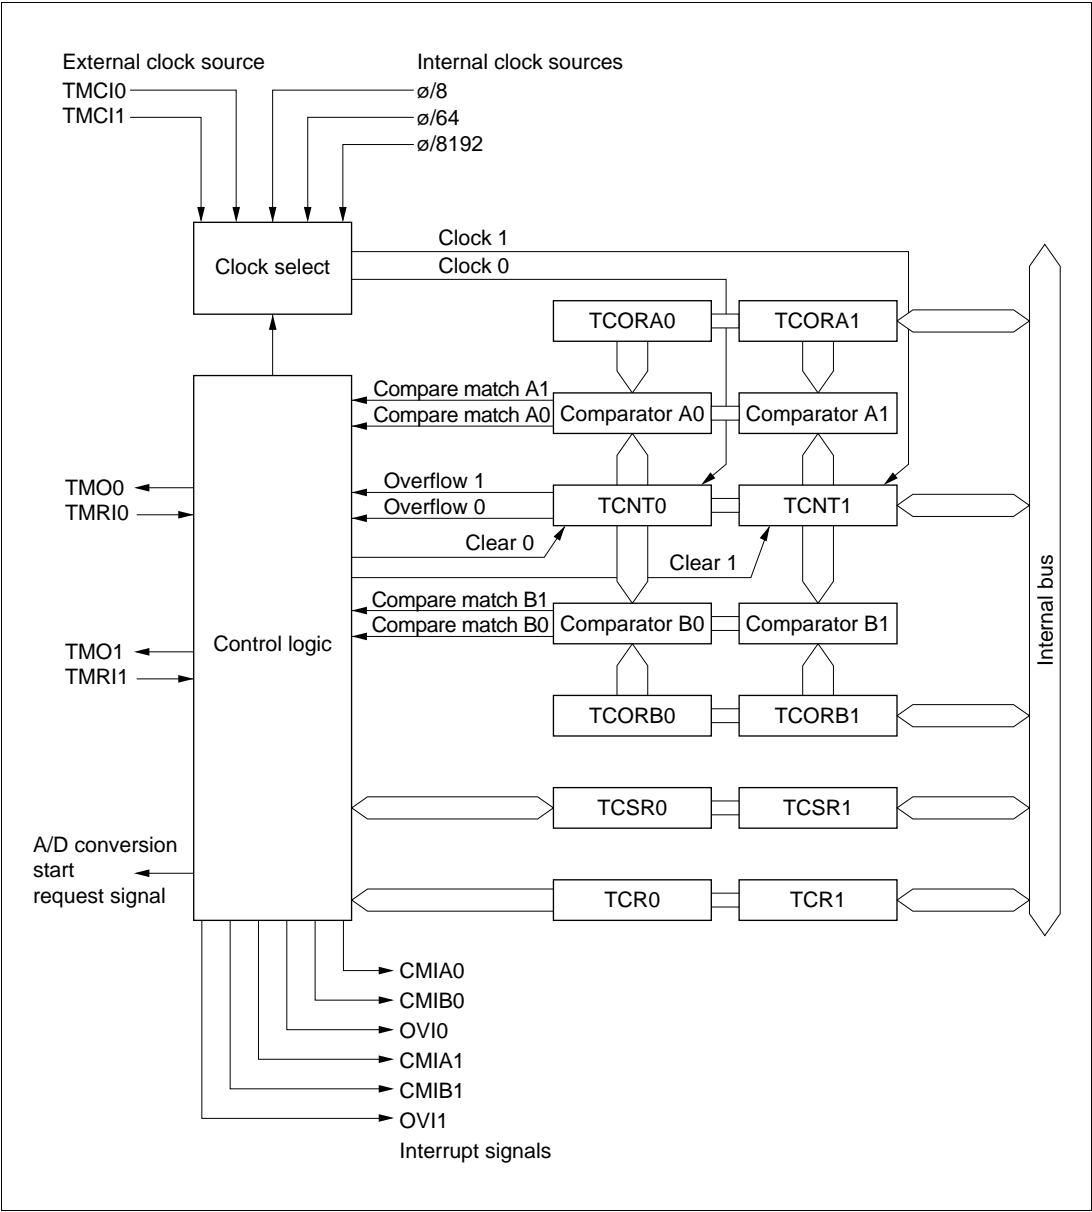 External clock source
Internal clock sources
TMCI0
ø/8
TMCI1
ø/64
ø/8192
Clock select
Clock 1
Clock 0
TCORA0
TCORA1
Compare match A1
Compare match A0
Comparator A0
Comparator A1
TMO0
TMRI0
Overflow 1
Overflow 0
TCNT0
TCNT1
Clear 0
Clear 1
Internal bus
Compare match B1
Compare match B0
Comparator B0
Comparator B1
Control logic
TMO1
TMRI1
TCORB0
TCORB1
TCSR0
TCSR1
A/D conversion
start
request signal
TCR0
TCR1
CMIA0
CMIB0
OVI0
CMIA1
CMIB1
OVI1
Interrupt signals